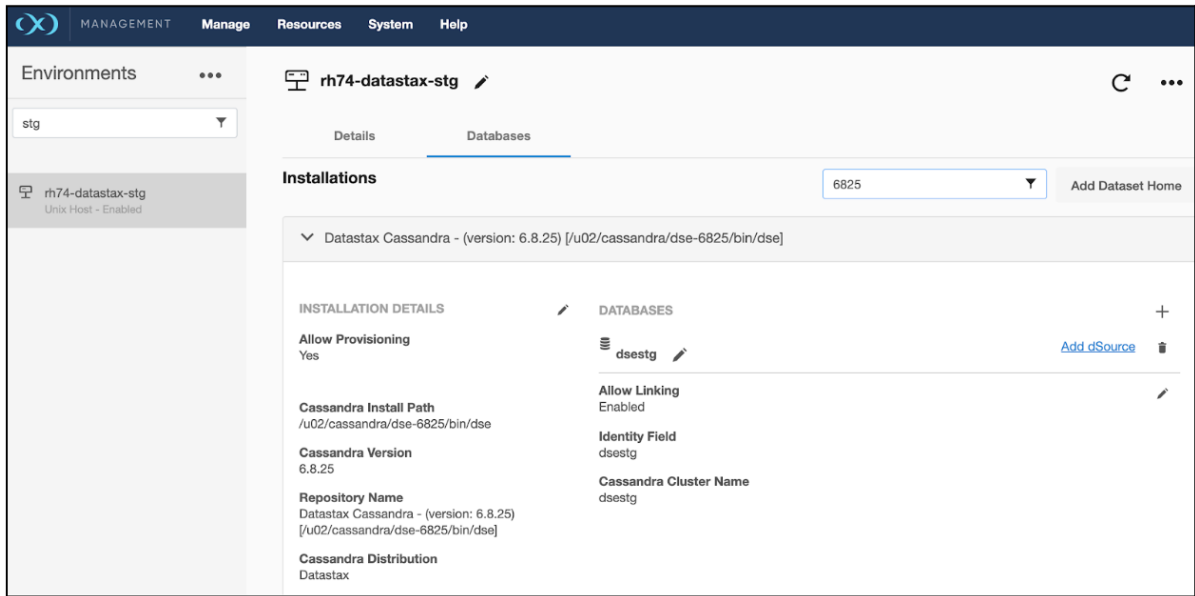 MANAGEMENT Manage Resources System Help
Environments
stg
rh74-datastax-stg
Unix Host - Enabled
rh74-datastax-stg
Details Databases
Installations
6825
Add Dataset Home
Datastax Cassandra - (version: 6.8.25) [/u02/cassandra/dse-6825/bin/dse]
INSTALLATION DETAILS
Allow Provisioning
Yes
Cassandra Install Path
/u02/cassandra/dse-6825/bin/dse
Cassandra Version
6.8.25
Repository Name
Datastax Cassandra - (version: 6.8.25)
[/u02/cassandra/dse-6825/bin/dse]
Cassandra Distribution
Datastax
DATABASES
dsestg
Add dSource
Allow Linking
Enabled
Identity Field
dsestg
Cassandra Cluster Name
dsestg